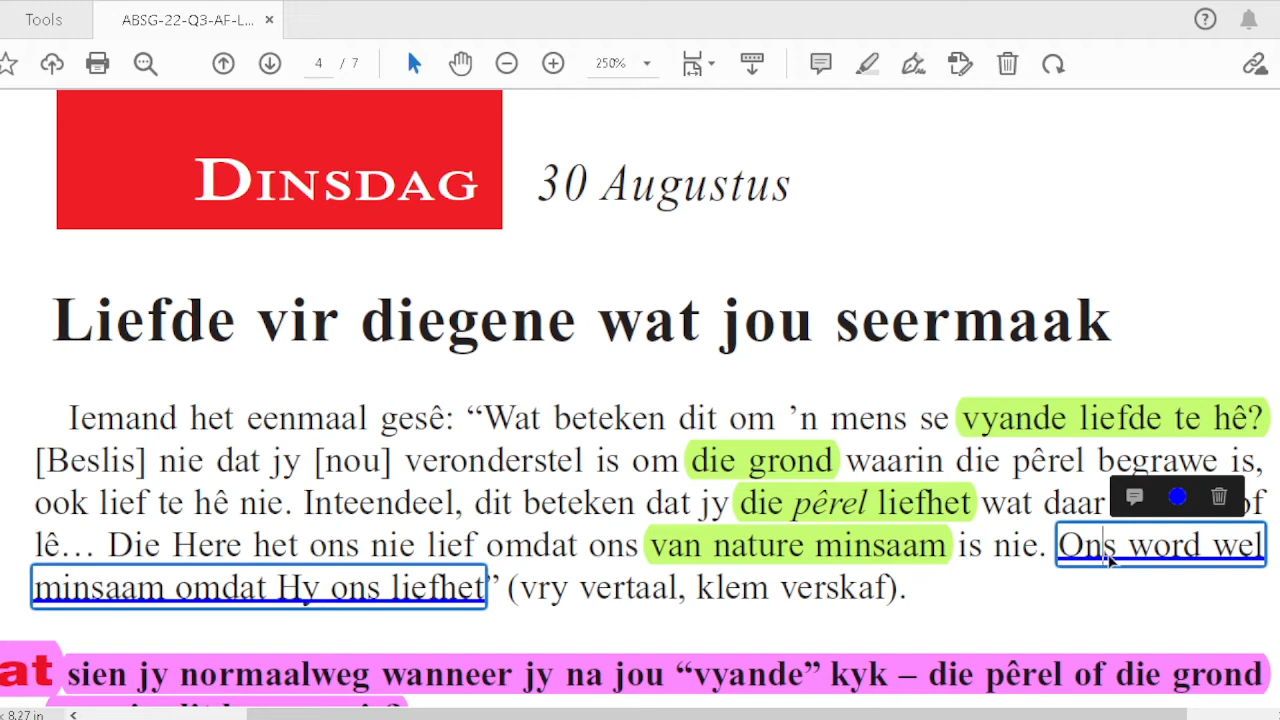 Tools ABSG-22-Q3-AF-L... ×
4 / 7 250%
DINSDAG 30 Augustus
Liefde vir diegene wat jou seermaak
Iemand het eenmaal gesê: “Wat beteken dit om ’n mens se vyande liefde te hê?
[Beslis] nie dat jy [nou] veronderstel is om die grond waarin die pêrel begrawe is,
ook lief te hê nie. Inteendeel, dit beteken dat jy die pêrel liefhet wat daar of
lê… Die Here het ons nie lief omdat ons van nature minsaam is nie. Ons word wel
minsaam omdat Hy ons liefhet” (vry vertaal, klem verskaf).
at sien jy normaalweg wanneer jy na jou “vyande” kyk – die pêrel of die grond
x 8,27 in